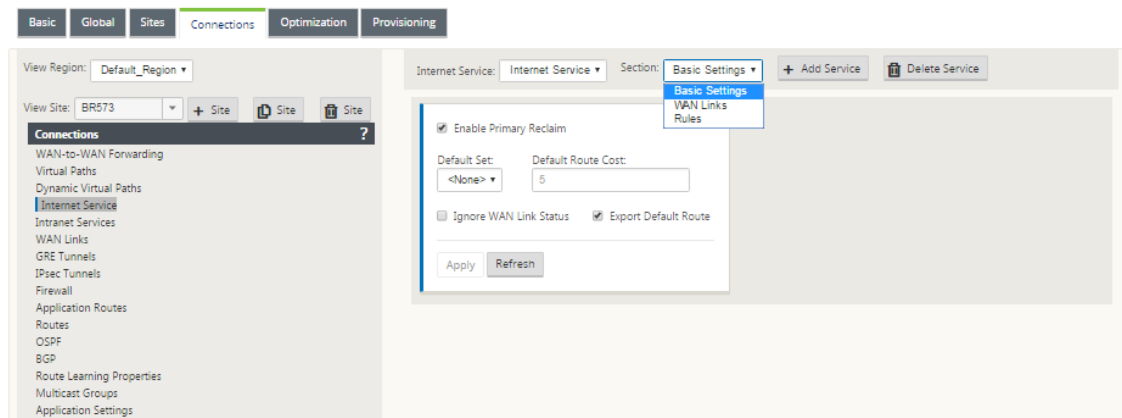 Basic Global Sites Connections Optimization Provisioning
View Region: Default_Region
View Site: BR573 + Site Site Site
Connections ?
WAN-to-WAN Forwarding
Virtual Paths
Dynamic Virtual Paths
Internet Service
Intranet Services
WAN Links
GRE Tunnels
IPsec Tunnels
Firewall
Application Routes
Routes
OSPF
BGP
Route Learning Properties
Multicast Groups
Application Settings
Internet Service: Internet Service Section: Basic Settings + Add Service Delete Service
Basic Settings
WAN Links
Rules
Enable Primary Reclaim
Default Set: Default Route Cost:
<None> 5
Ignore WAN Link Status Export Default Route
Apply Refresh